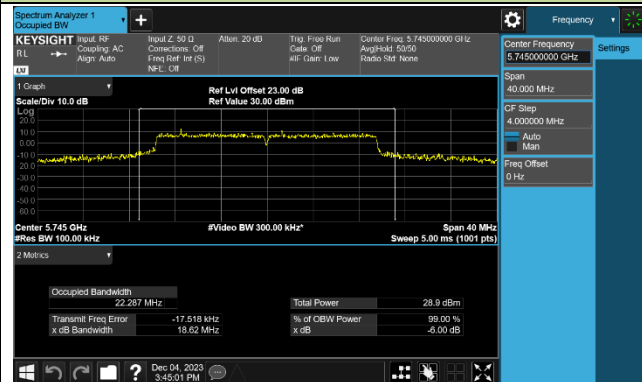 Spectrum Analyzer 1
Occupied BW
Frequency
KEYSIGHT
RL
LXI
Input: RF
Coupling: AC
Align: Auto
Input Z: 50 Ω
Corrections: Off
Freq Ref: Int (S)
NFE: Off
Atten: 20 dB
Trig: Free Run
Gate: Off
#IF Gain: Low
Center Freq: 5.745000000 GHz
Avg|Hold: 50/50
Radio Std: None
1 Graph
Scale/Div 10.0 dB
Ref Lvl Offset 23.00 dB
Ref Value 30.00 dBm
Log
20.0
10.0
0.00
-10.0
-20.0
-30.0
-40.0
-50.0
-60.0
Center 5.745 GHz
#Res BW 100.00 kHz
#Video BW 300.00 kHz*
Span 40 MHz
Sweep 5.00 ms (1001 pts)
2 Metrics
Occupied Bandwidth
22.287 MHz
Transmit Freq Error -17.518 kHz
x dB Bandwidth 18.62 MHz
Total Power 28.9 dBm
% of OBW Power 99.00 %
x dB -6.00 dB
Center Frequency
5.745000000 GHz
Settings
Span
40.000 MHz
CF Step
4.000000 MHz
Auto
Man
Freq Offset
0 Hz
?
Dec 04, 2023
3:45:01 PM